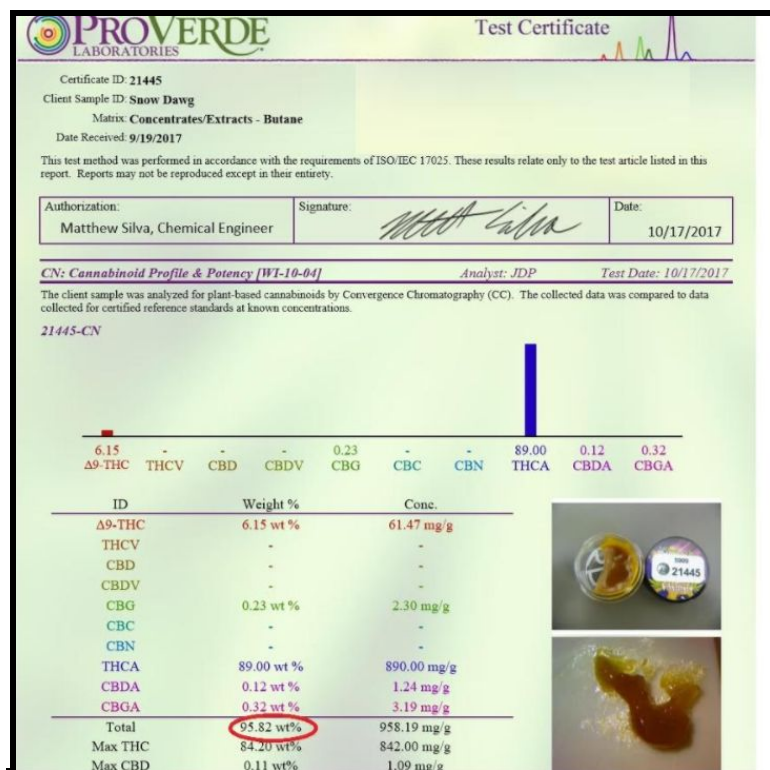 PROVERDE
LABORATORIES
Test Certificate
Certificate ID: 21445
Client Sample ID: Snow Dawg
Matrix: Concentrates/Extracts - Butane
Date Received: 9/19/2017
This test method was performed in accordance with the requirements of ISO/IEC 17025. These results relate only to the test article listed in this
report. Reports may not be reproduced except in their entirety.
Authorization: Signature: Date:
Matthew Silva, Chemical Engineer Matt Silva 10/17/2017
CN: Cannabinoid Profile & Potency [WI-10-04] Analyst: JDP Test Date: 10/17/2017
The client sample was analyzed for plant-based cannabinoids by Convergence Chromatography (CC). The collected data was compared to data
collected for certified reference standards at known concentrations.
21445-CN
6.15 - - - 0.23 - - 89.00 0.12 0.32
Δ9-THC THCV CBD CBDV CBG CBC CBN THCA CBDA CBGA
ID Weight % Conc.
Δ9-THC 6.15 wt % 61.47 mg/g
THCV - -
CBD - -
CBDV - -
CBG 0.23 wt % 2.30 mg/g
CBC - -
CBN - -
THCA 89.00 wt % 890.00 mg/g
CBDA 0.12 wt % 1.24 mg/g
CBGA 0.32 wt % 3.19 mg/g
Total 95.82 wt% 958.19 mg/g
Max THC 84.20 wt% 842.00 mg/g
Max CBD 0.11 wt% 1.09 mg/g
21445